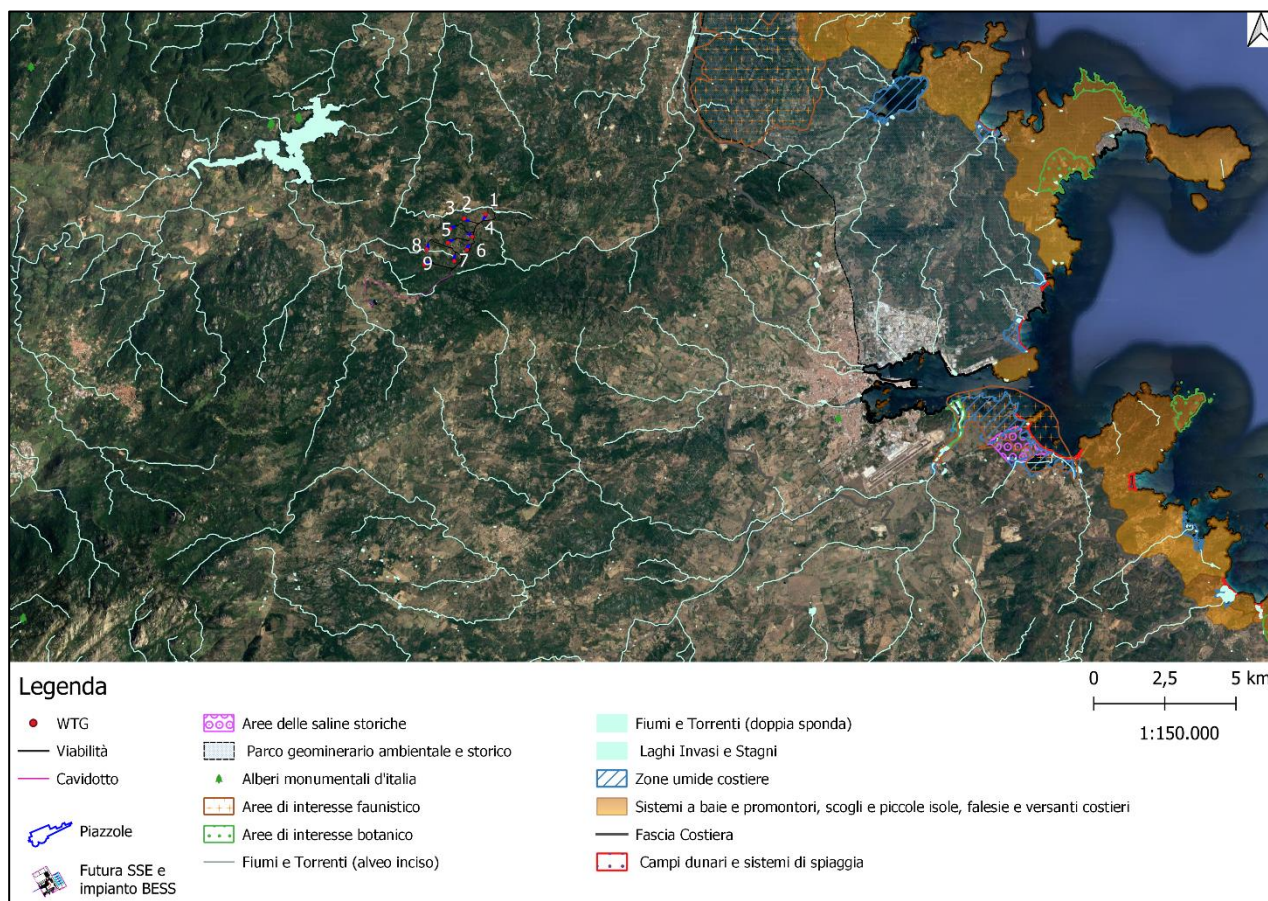 1
2
3
4
5
6
7
8
9
Legenda
WTG
Viabilità
Cavidotto
Piazzole
Futura SSE e
impianto BESS
Aree delle saline storiche
Parco geominerario ambientale e storico
Alberi monumentali d'italia
Aree di interesse faunistico
Aree di interesse botanico
Fiumi e Torrenti (alveo inciso)
Fiumi e Torrenti (doppia sponda)
Laghi Invasi e Stagni
Zone umide costiere
Sistemi a baie e promontori, scogli e piccole isole, falesie e versanti costieri
Fascia Costiera
Campi dunari e sistemi di spiaggia
0 2,5 5 km
1:150.000